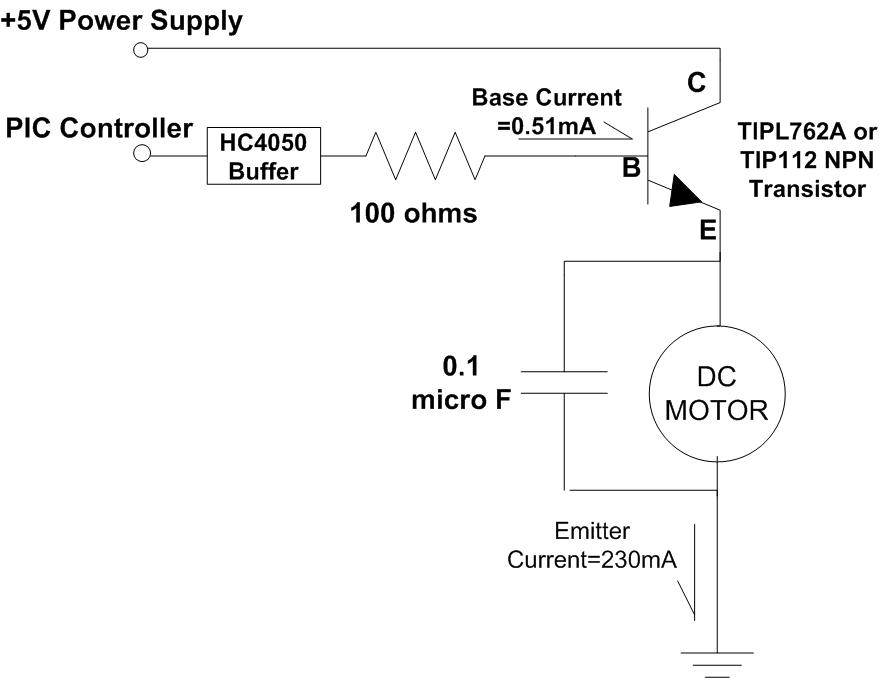 +5V Power Supply
PIC Controller
HC4050
Buffer
100 ohms
Base Current
=0.51mA
C
B
E
TIPL762A or
TIP112 NPN
Transistor
0.1
micro F
DC
MOTOR
Emitter
Current=230mA